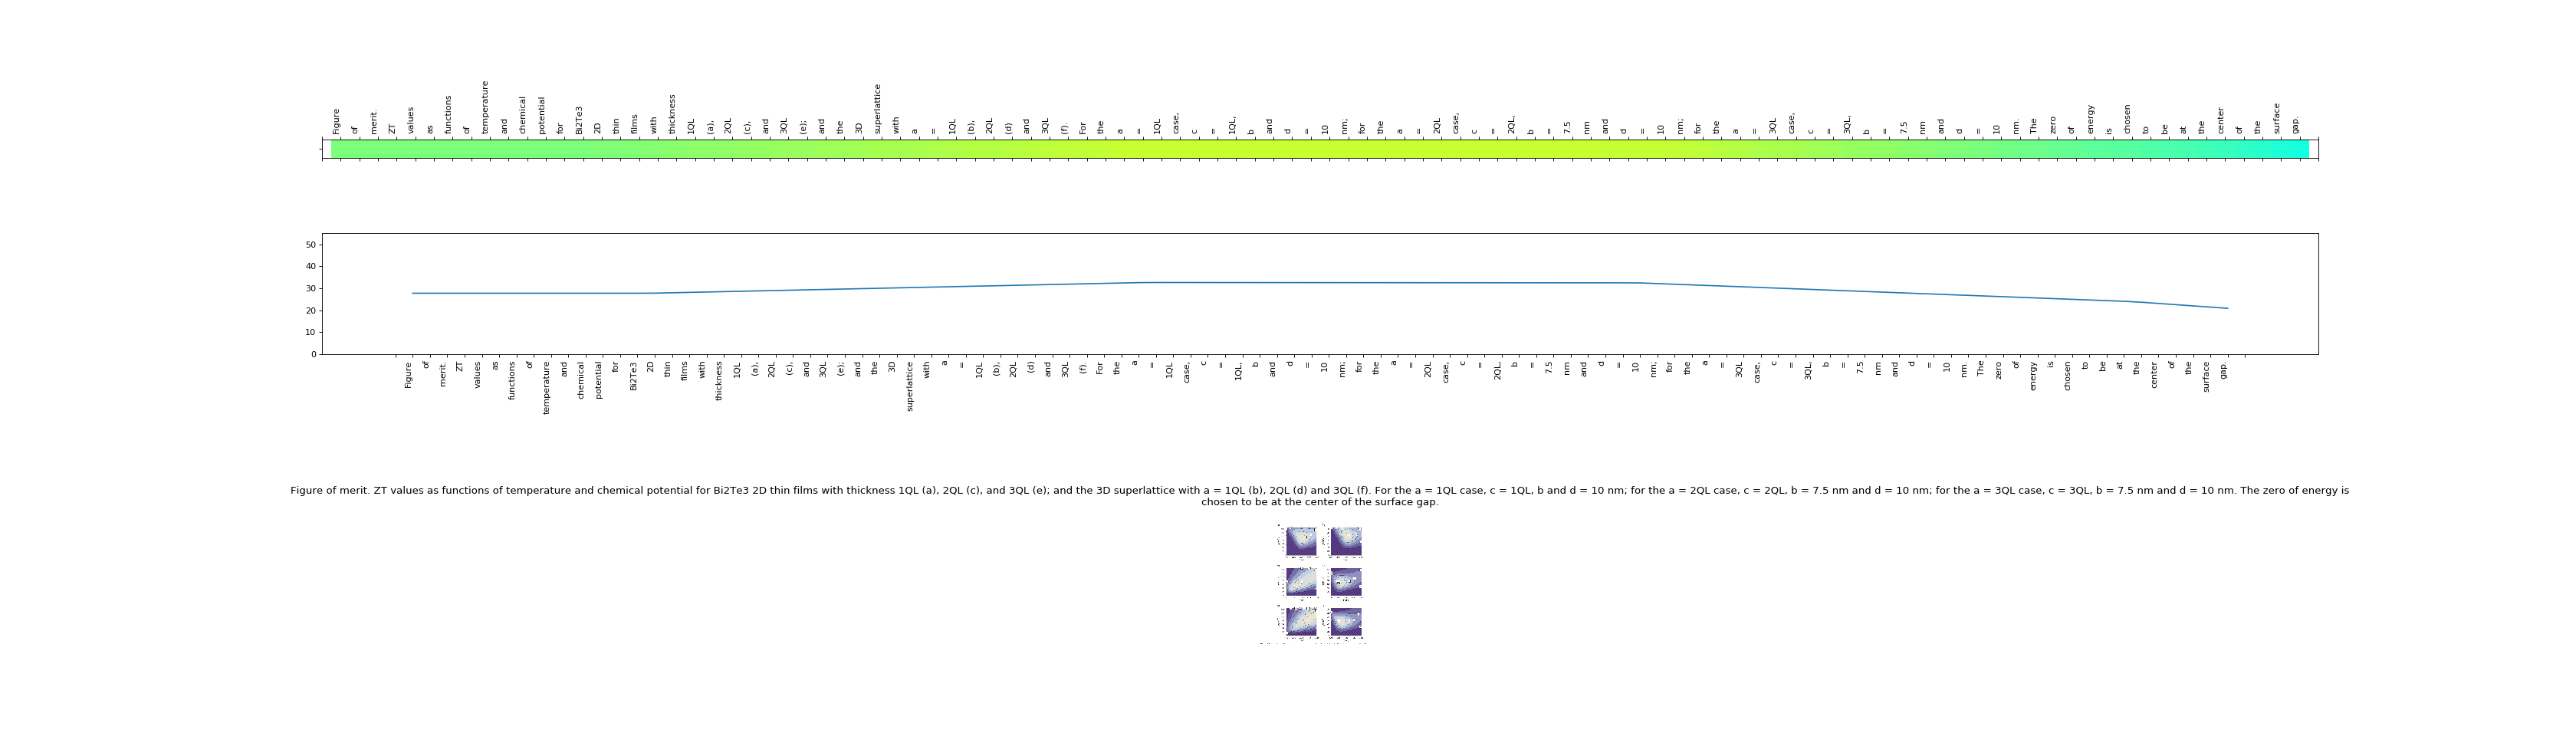 Figure of merit. ZT values as functions of temperature and chemical potential for Bi2Te3 2D thin films with thickness 1QL (a), 2QL (c), and 3QL (e); and the 3D superlattice with a = 1QL (b), 2QL (d) and 3QL (f). For the a = 1QL case, c = 1QL, b and d = 10 nm; for the a = 2QL case, c = 2QL, b = 7.5 nm and d = 10 nm; for the a = 3QL case, c = 3QL, b = 7.5 nm and d = 10 nm. The zero of energy is chosen to be at the center of the surface gap.
50
40
30
20
10
0
Figure of merit. ZT values as functions of temperature and chemical potential for Bi2Te3 2D thin films with thickness 1QL (a), 2QL (c), and 3QL (e); and the 3D superlattice with a = 1QL (b), 2QL (d) and 3QL (f). For the a = 1QL case, c = 1QL, b and d = 10 nm; for the a = 2QL case, c = 2QL, b = 7.5 nm and d = 10 nm; for the a = 3QL case, c = 3QL, b = 7.5 nm and d = 10 nm. The zero of energy is chosen to be at the center of the surface gap.
Figure of merit. ZT values as functions of temperature and chemical potential for Bi2Te3 2D thin films with thickness 1QL (a), 2QL (c), and 3QL (e); and the 3D superlattice with a = 1QL (b), 2QL (d) and 3QL (f). For the a = 1QL case, c = 1QL, b and d = 10 nm; for the a = 2QL case, c = 2QL, b = 7.5 nm and d = 10 nm; for the a = 3QL case, c = 3QL, b = 7.5 nm and d = 10 nm. The zero of energy is
chosen to be at the center of the surface gap.